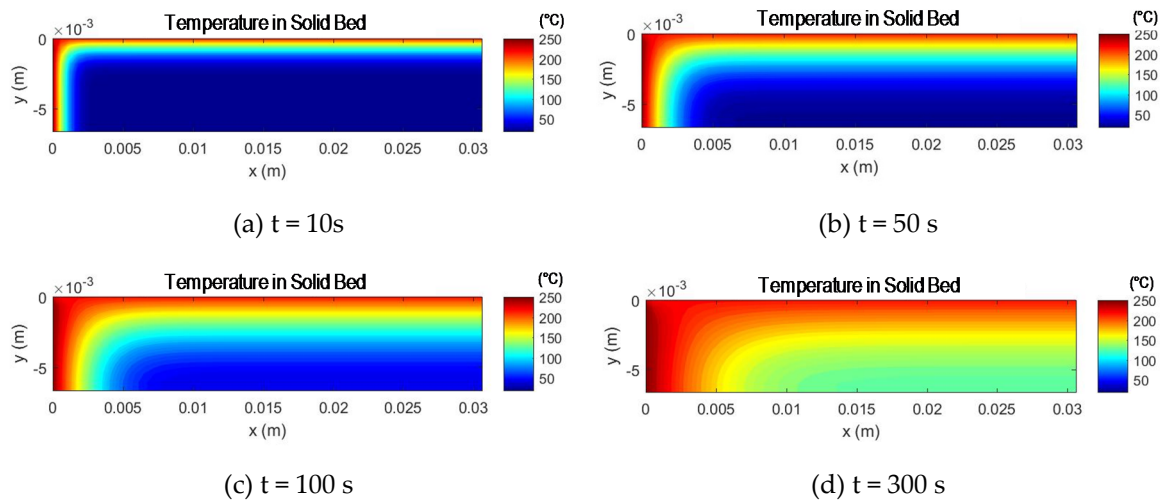 Temperature in Solid Bed
(°C)
×10⁻³
0
-5
y (m)
0 0.005 0.01 0.015 0.02 0.025 0.03
x (m)
250
200
150
100
50
(a) t = 10s
Temperature in Solid Bed
(°C)
×10⁻³
0
-5
y (m)
0 0.005 0.01 0.015 0.02 0.025 0.03
x (m)
250
200
150
100
50
(b) t = 50 s
Temperature in Solid Bed
(°C)
×10⁻³
0
-5
y (m)
0 0.005 0.01 0.015 0.02 0.025 0.03
x (m)
250
200
150
100
50
(c) t = 100 s
Temperature in Solid Bed
(°C)
×10⁻³
0
-5
y (m)
0 0.005 0.01 0.015 0.02 0.025 0.03
x (m)
250
200
150
100
50
(d) t = 300 s